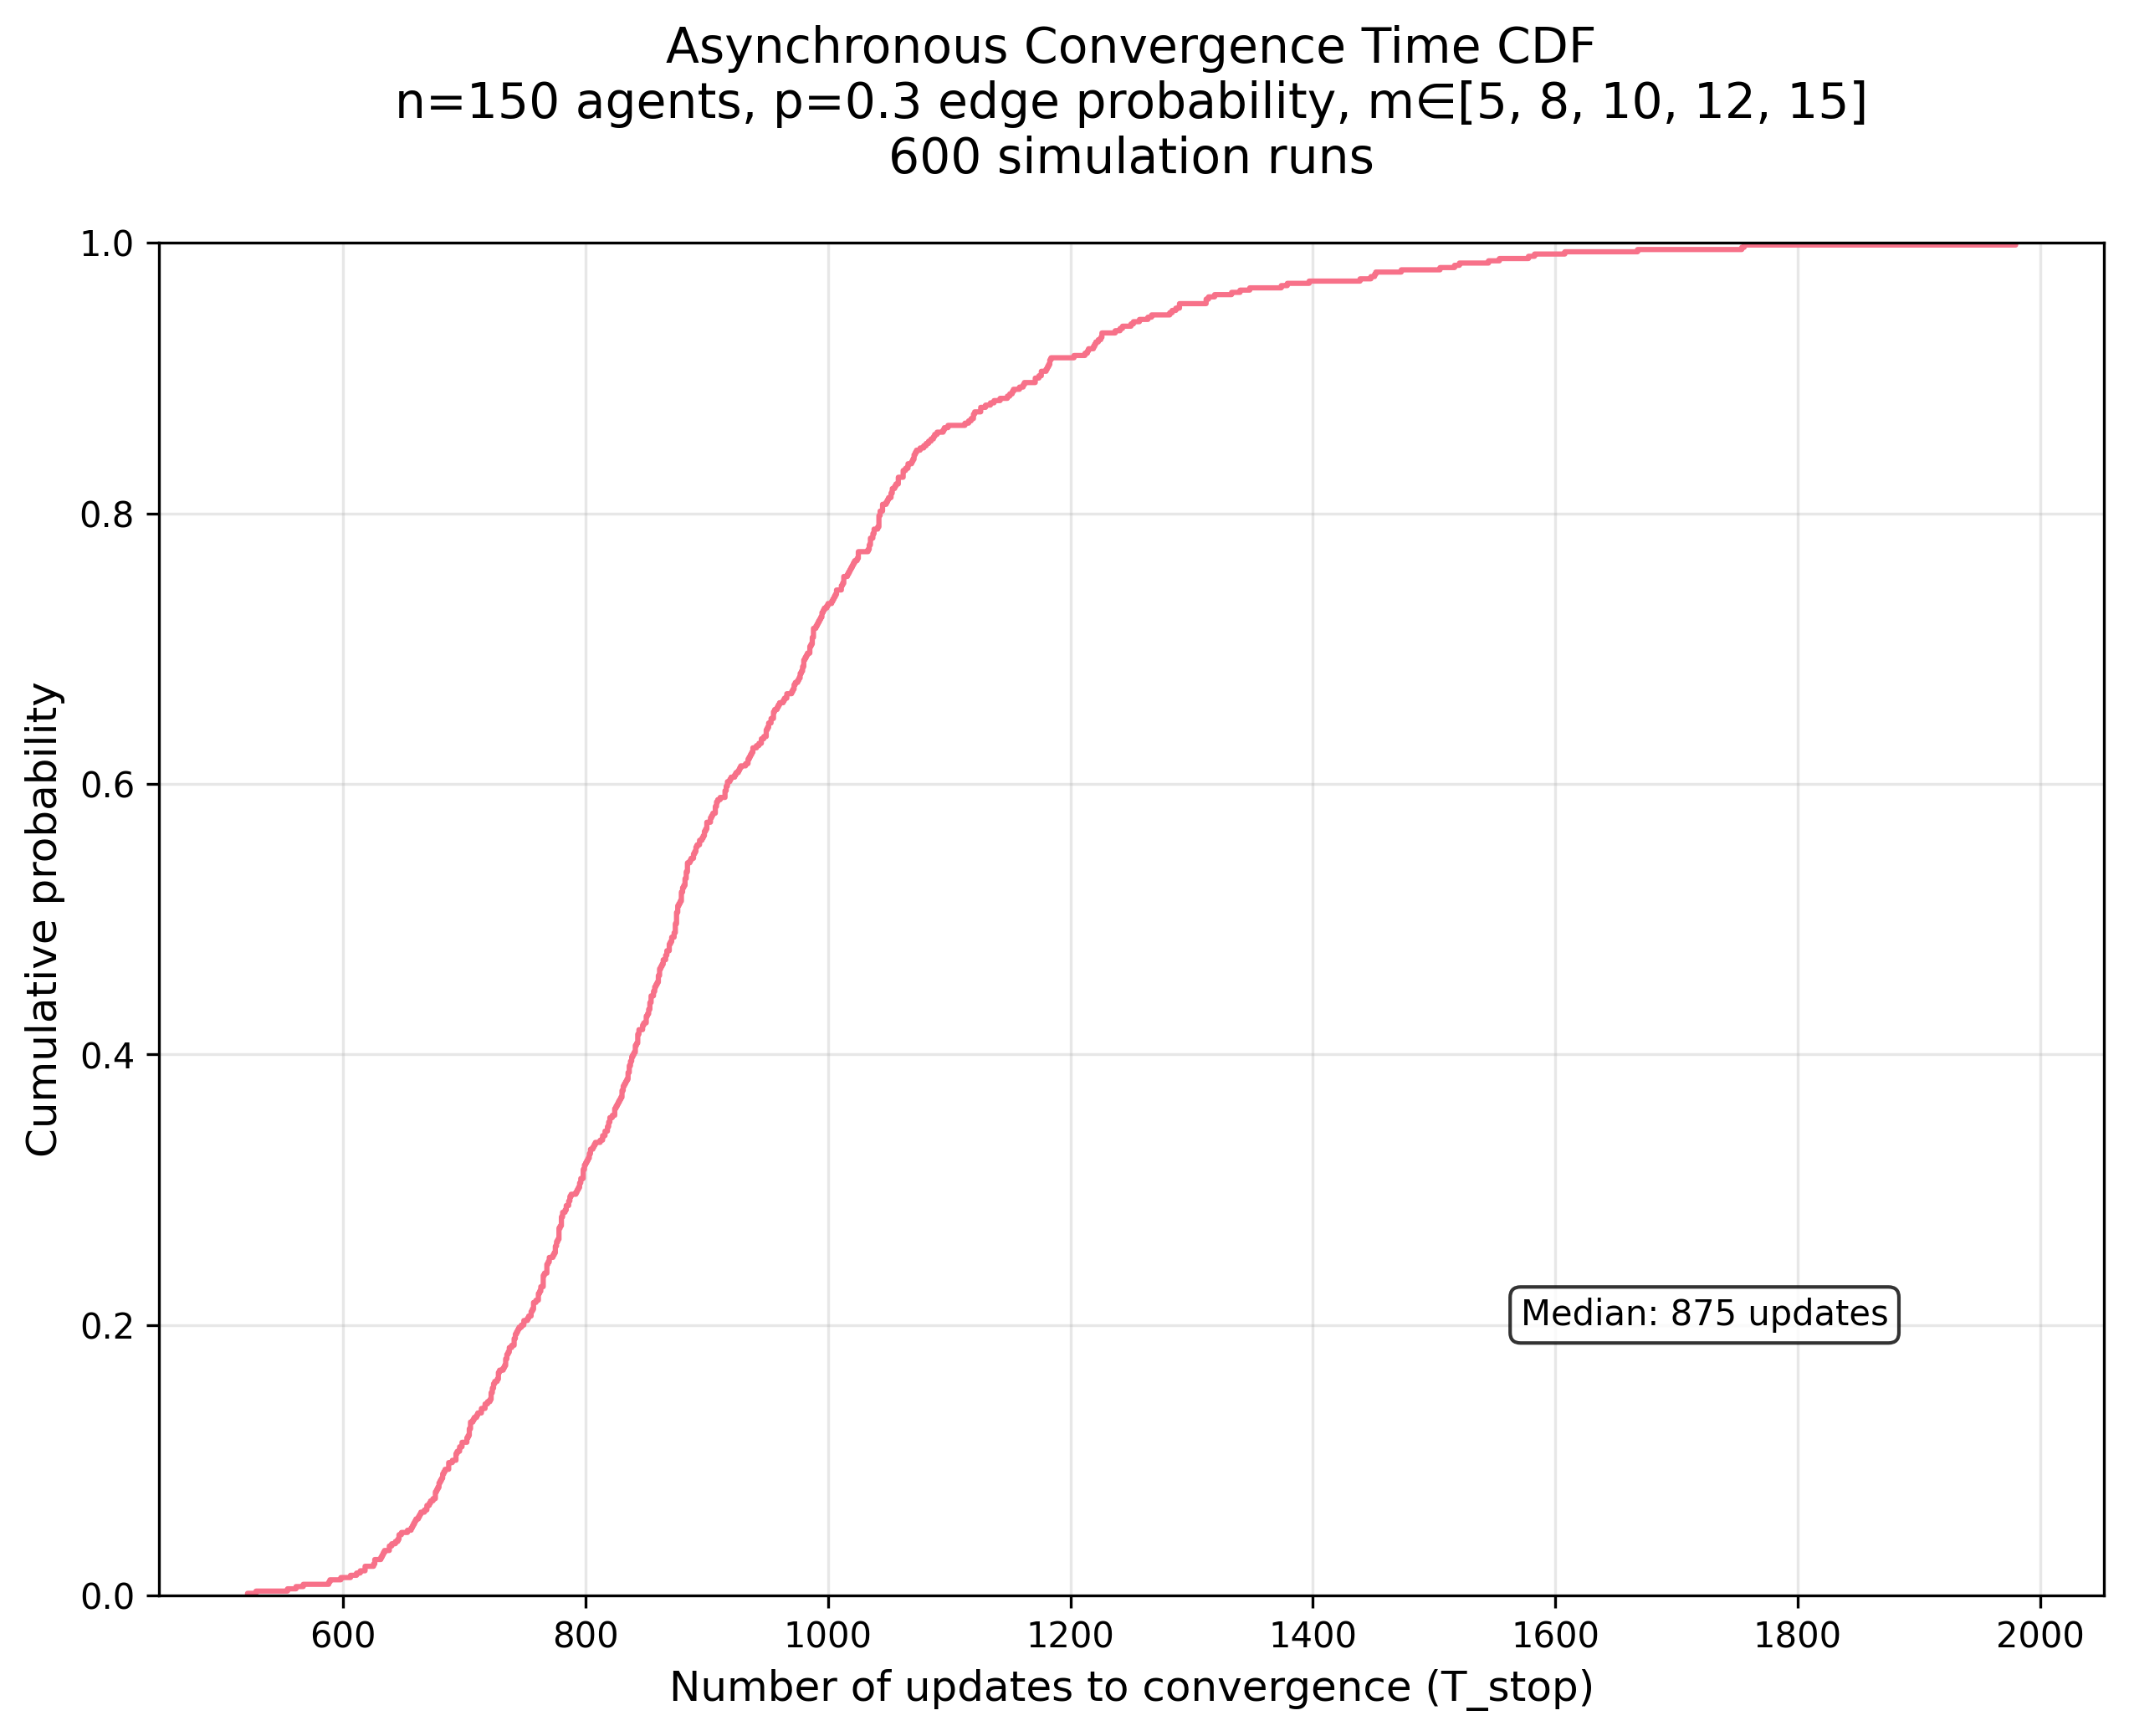 Asynchronous Convergence Time CDF
n=150 agents, p=0.3 edge probability, m∈[5, 8, 10, 12, 15]
600 simulation runs
Cumulative probability
1.0
0.8
0.6
0.4
0.2
0.0
Median: 875 updates
600 800 1000 1200 1400 1600 1800 2000
Number of updates to convergence (T_stop)